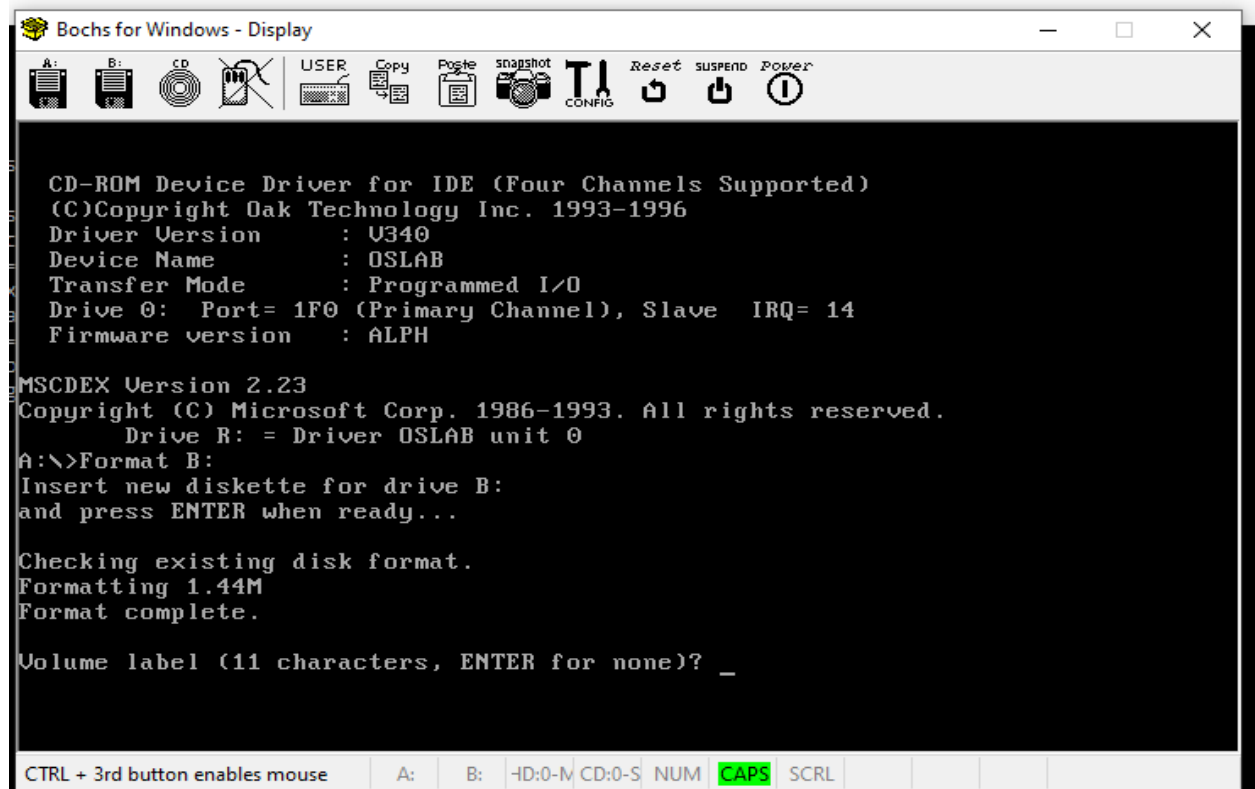 Bochs for Windows - Display
A: B: CD USER Copy Poste snapshot CONFIG Reset SUSPEND Power
CD-ROM Device Driver for IDE (Four Channels Supported)
(C)Copyright Oak Technology Inc. 1993-1996
Driver Version : V340
Device Name : OSLAB
Transfer Mode : Programmed I/O
Drive 0: Port= 1F0 (Primary Channel), Slave IRQ= 14
Firmware version : ALPH
MSCDEX Version 2.23
Copyright (C) Microsoft Corp. 1986-1993. All rights reserved.
Drive R: = Driver OSLAB unit 0
A:\>Format B:
Insert new diskette for drive B:
and press ENTER when ready...
Checking existing disk format.
Formatting 1.44M
Format complete.
Volume label (11 characters, ENTER for none)? _
CTRL + 3rd button enables mouse A: B: HD:0-M CD:0-S NUM CAPS SCRL